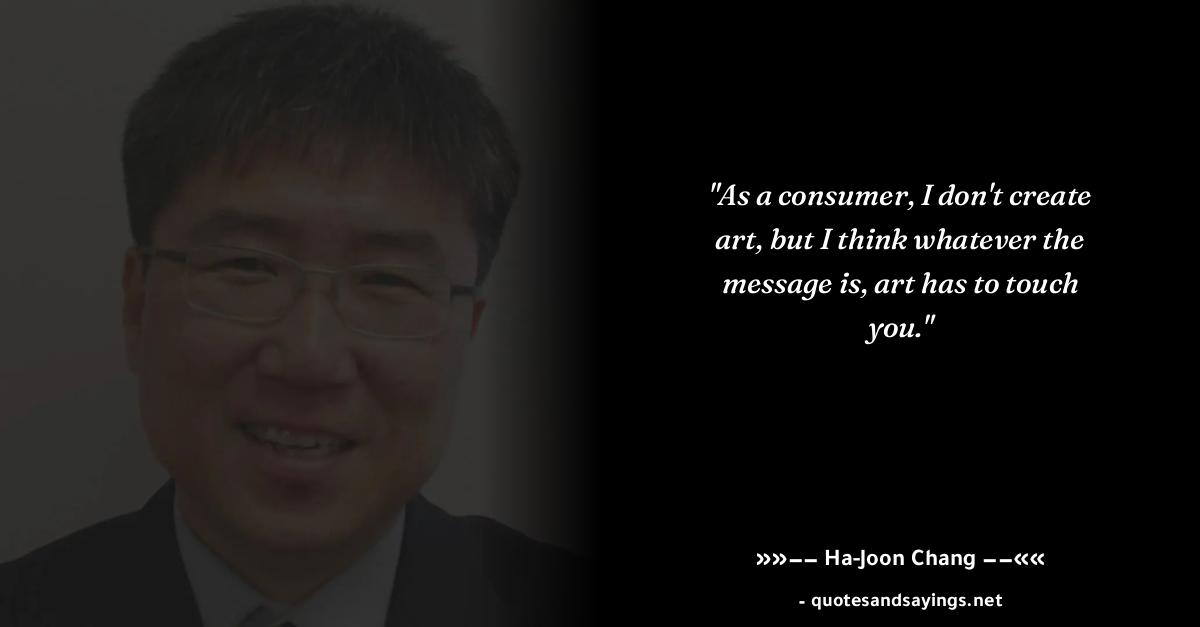 "As a consumer, I don't create
art, but I think whatever the
message is, art has to touch
you."
»»−− Ha-Joon Chang −−««
- quotesandsayings.net